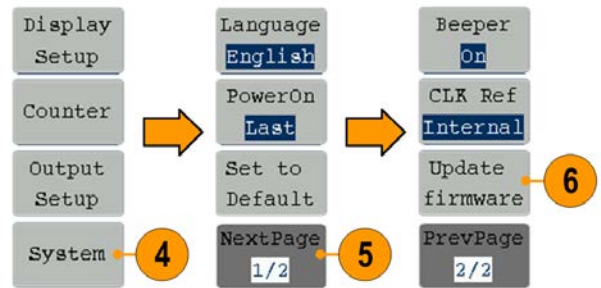 Display
Setup
Counter
Output
Setup
System
4
Language
English
PowerOn
Last
Set to
Default
NextPage
1/2
5
Beeper
On
CLK Ref
Internal
Update
firmware
6
PrevPage
2/2